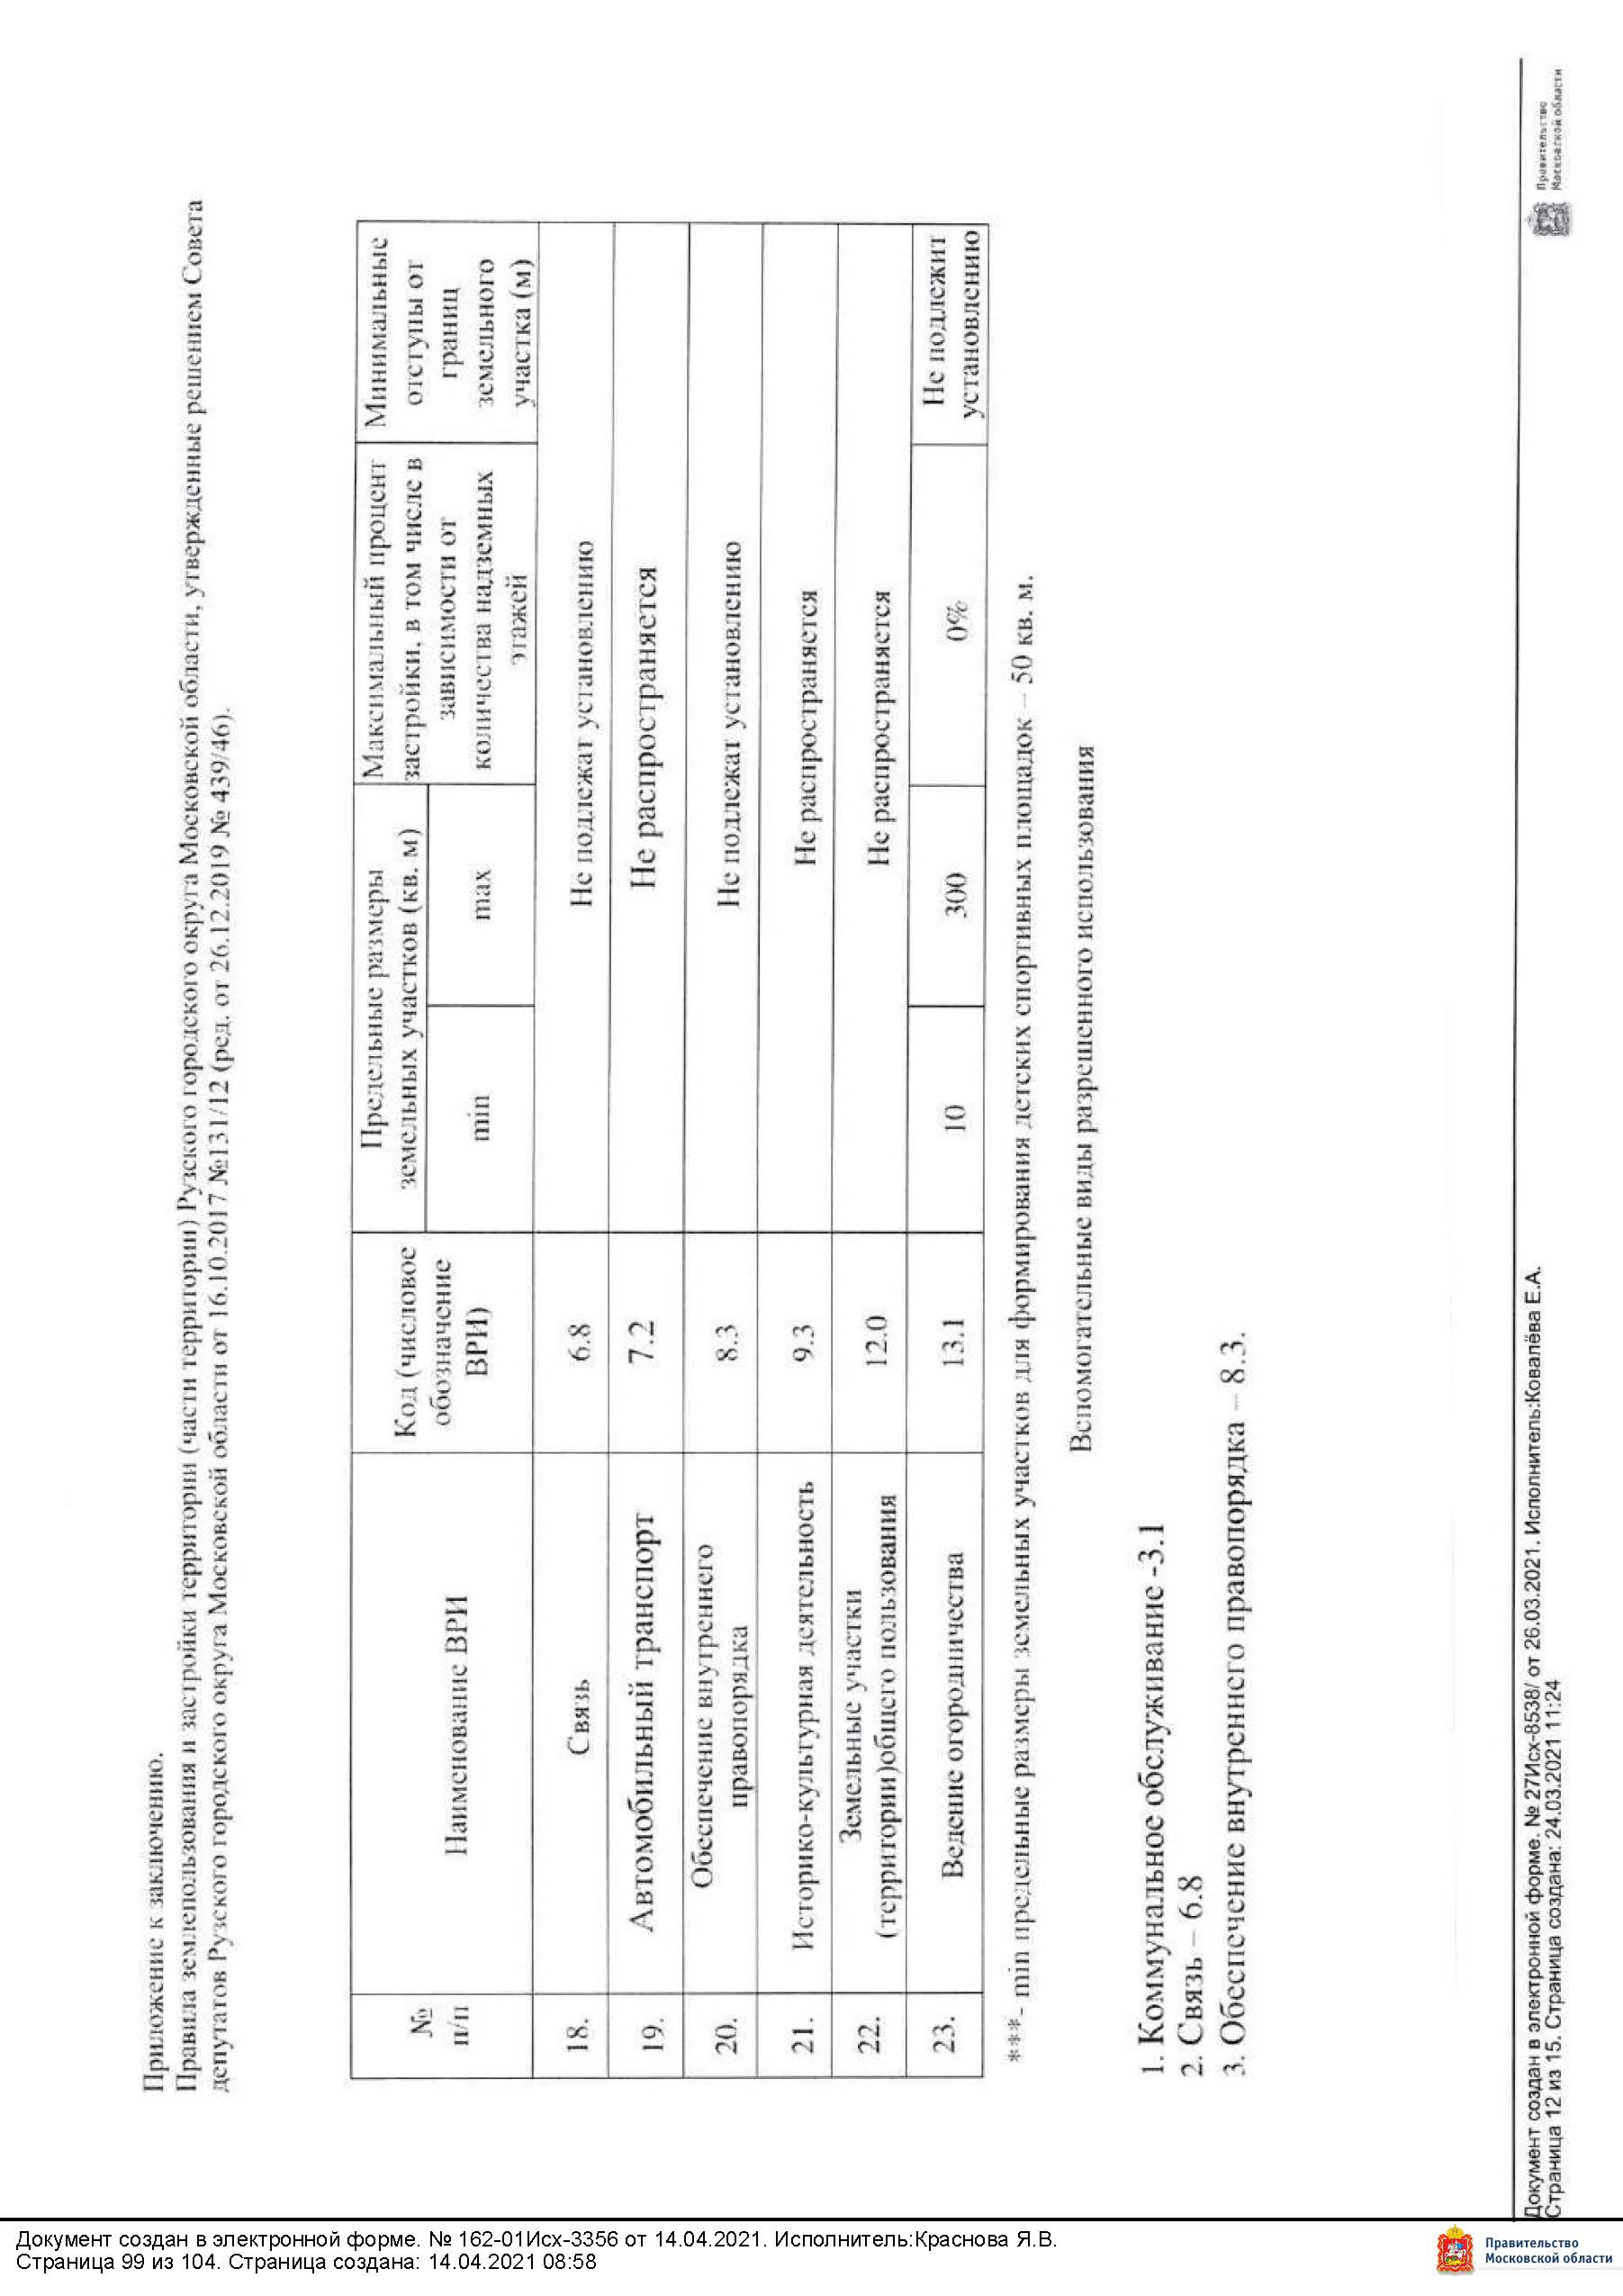 Приложение к заключению.
Правила землепользования и застройки территории (части территории) Рузского городского округа Московской области, утвержденные решением Совета
депутатов Рузского городского округа Московской области от 16.10.2017 №131/12 (ред. от 26.12.2019 № 439/46).
№ п/п
Наименование ВРИ
Код (числовое обозначение ВРИ)
Предельные размеры земельных участков (кв. м)
min
max
Максимальный процент застройки, в том числе в зависимости от количества надземных этажей
Минимальные отступы от границ земельного участка (м)
18. Связь 6.8 Не подлежат установлению
19. Автомобильный транспорт 7.2 Не распространяется
20. Обеспечение внутреннего правопорядка 8.3 Не подлежат установлению
21. Историко-культурная деятельность 9.3 Не распространяется
22. Земельные участки (территории)общего пользования 12.0 Не распространяется
23. Ведение огородничества 13.1 10 300 0% Не подлежит установлению
***- min предельные размеры земельных участков для формирования детских спортивных площадок – 50 кв. м.
Вспомогательные виды разрешенного использования
1. Коммунальное обслуживание -3.1
2. Связь – 6.8
3. Обеспечение внутреннего правопорядка – 8.3.
Документ создан в электронной форме. № 27Исх-8538/ от 26.03.2021. Исполнитель:Ковалёва Е.А.
Страница 12 из 15. Страница создана: 24.03.2021 11:24
Правительство
Московской области
Документ создан в электронной форме. № 162-01Исх-3356 от 14.04.2021. Исполнитель:Краснова Я.В.
Страница 99 из 104. Страница создана: 14.04.2021 08:58
Правительство
Московской области